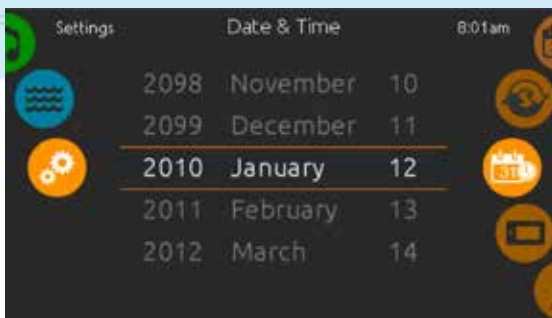 Settings Date & Time 8:01am
2098 November 10
2099 December 11
2010 January 12
2011 February 13
2012 March 14
31